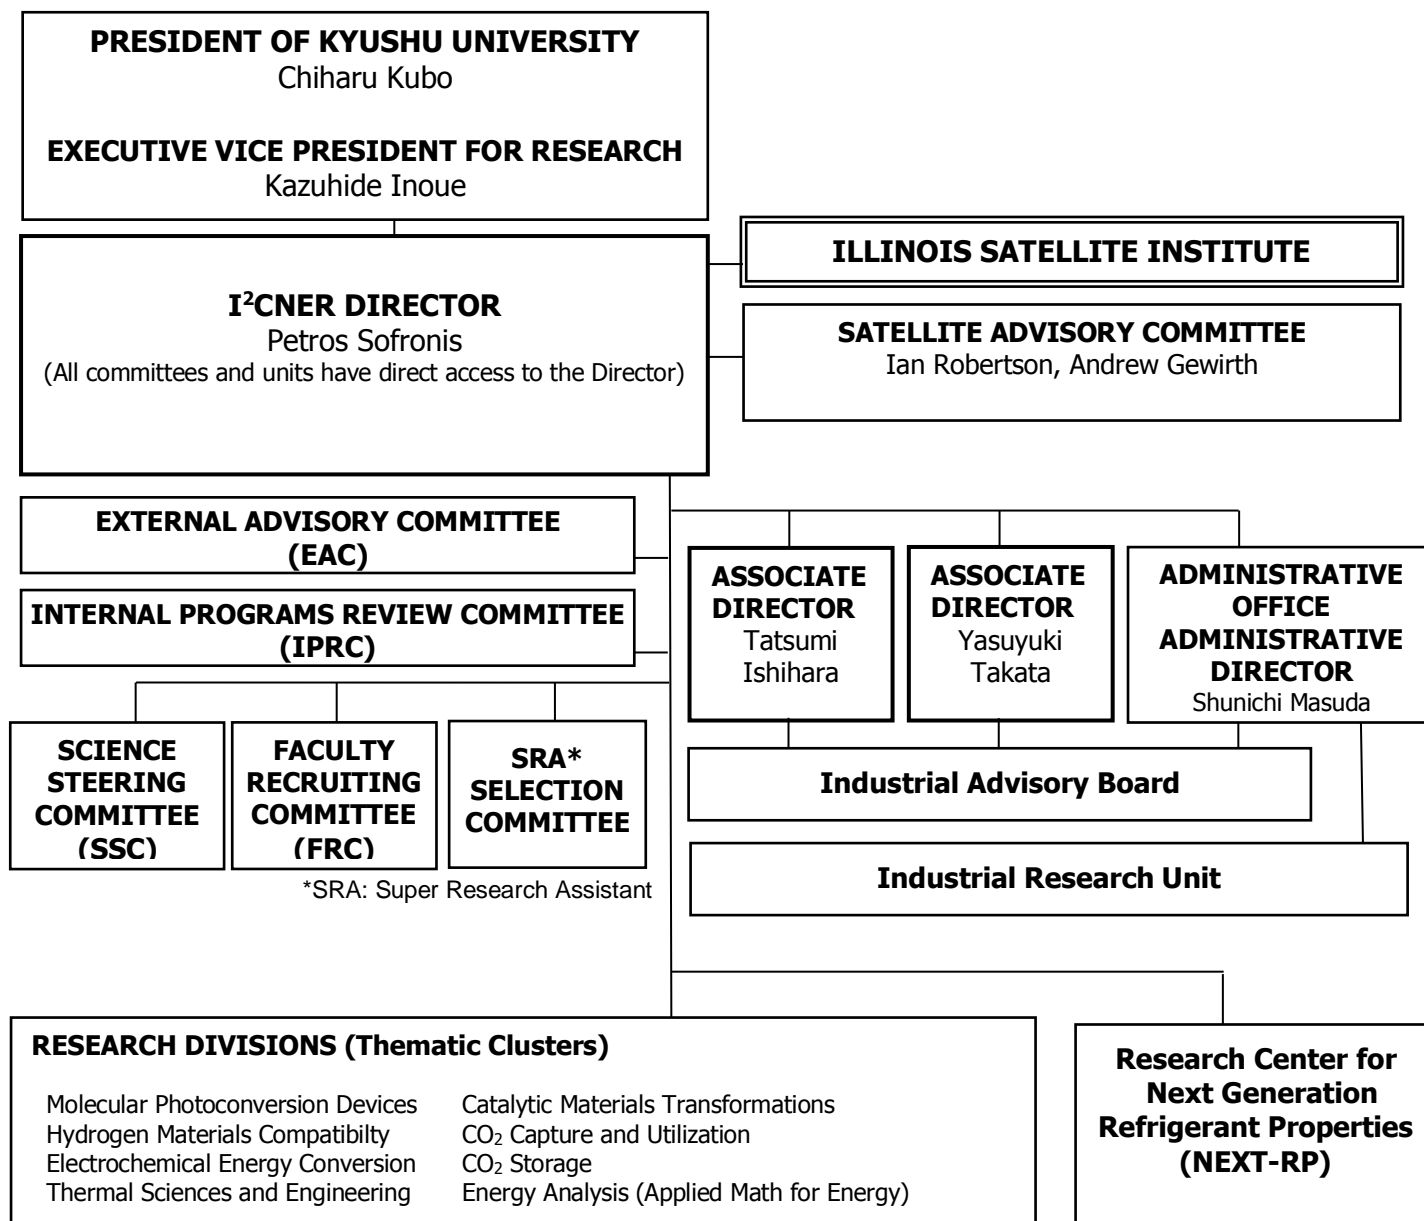 PRESIDENT OF KYUSHU UNIVERSITY
Chiharu Kubo
EXECUTIVE VICE PRESIDENT FOR RESEARCH
Kazuhide Inoue
I²CNER DIRECTOR
Petros Sofronis
(All committees and units have direct access to the Director)
ILLINOIS SATELLITE INSTITUTE
SATELLITE ADVISORY COMMITTEE
Ian Robertson, Andrew Gewirth
EXTERNAL ADVISORY COMMITTEE
(EAC)
INTERNAL PROGRAMS REVIEW COMMITTEE
(IPRC)
ASSOCIATE
DIRECTOR
Tatsumi
Ishihara
ASSOCIATE
DIRECTOR
Yasuyuki
Takata
ADMINISTRATIVE
OFFICE
ADMINISTRATIVE
DIRECTOR
Shunichi Masuda
SCIENCE
STEERING
COMMITTEE
(SSC)
FACULTY
RECRUITING
COMMITTEE
(FRC)
SRA*
SELECTION
COMMITTEE
*SRA: Super Research Assistant
Industrial Advisory Board
Industrial Research Unit
RESEARCH DIVISIONS (Thematic Clusters)
Molecular Photoconversion Devices
Hydrogen Materials Compatibilty
Electrochemical Energy Conversion
Thermal Sciences and Engineering
Catalytic Materials Transformations
CO₂ Capture and Utilization
CO₂ Storage
Energy Analysis (Applied Math for Energy)
Research Center for
Next Generation
Refrigerant Properties
(NEXT-RP)